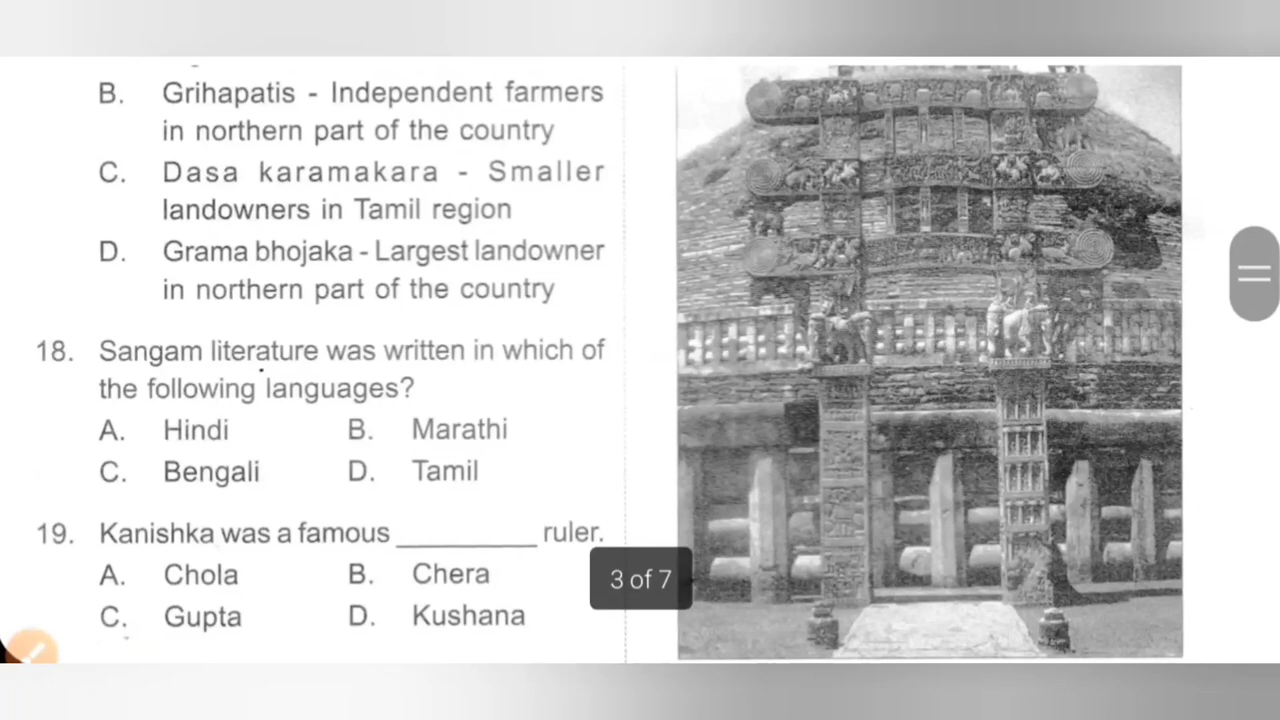 B. Grihapatis - Independent farmers
in northern part of the country
C. Dasa karamakara - Smaller
landowners in Tamil region
D. Grama bhojaka - Largest landowner
in northern part of the country
18. Sangam literature was written in which of
the following languages?
A. Hindi B. Marathi
C. Bengali D. Tamil
19. Kanishka was a famous _________ ruler.
A. Chola B. Chera
C. Gupta D. Kushana
3 of 7